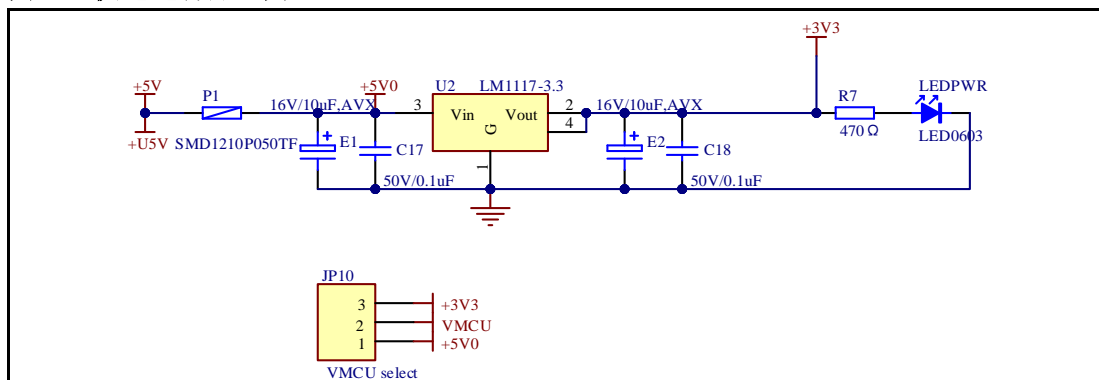 +3V3
+5V
P1
+5V0
U2
LM1117-3.3
LEDPWR
16V/10uF,AVX
3
Vin
Vout
G
1
2
4
16V/10uF,AVX
R7
+U5V
SMD1210P050TF
E1
C17
E2
C18
470Ω
LED0603
50V/0.1uF
50V/0.1uF
JP10
3
+3V3
2
VMCU
1
+5V0
VMCU select